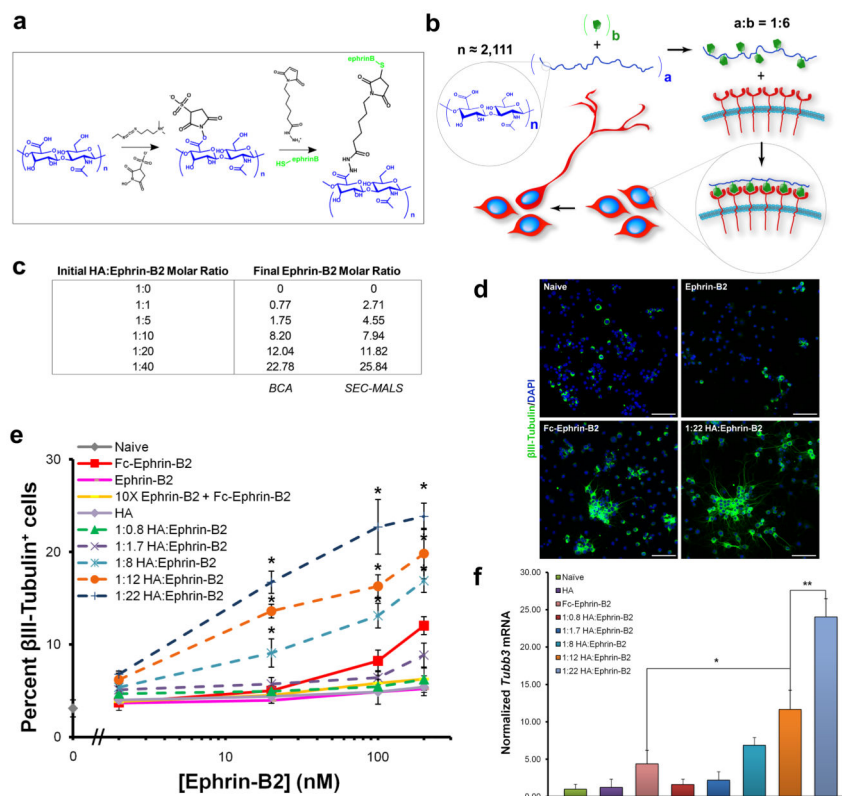 a
ephrinB
S
HS-ephrinB
n
n
n
b
n ≈ 2,111
b
+
a
n
a:b = 1:6
+
c
Initial HA:Ephrin-B2 Molar Ratio Final Ephrin-B2 Molar Ratio
1:0 0 0
1:1 0.77 2.71
1:5 1.75 4.55
1:10 8.20 7.94
1:20 12.04 11.82
1:40 22.78 25.84
BCA SEC-MALS
d
βIII-Tubulin/DAPI
Naive
Ephrin-B2
Fc-Ephrin-B2
1:22 HA:Ephrin-B2
e
Percent βIII-Tubulin⁺ cells
30
20
10
0
Naive
Fc-Ephrin-B2
Ephrin-B2
10X Ephrin-B2 + Fc-Ephrin-B2
HA
1:0.8 HA:Ephrin-B2
1:1.7 HA:Ephrin-B2
1:8 HA:Ephrin-B2
1:12 HA:Ephrin-B2
1:22 HA:Ephrin-B2
* * *
* * *
* * *
0 10 100
[Ephrin-B2] (nM)
f
Normalized Tubb3 mRNA
30.00
25.00
20.00
15.00
10.00
5.00
0.00
Naive
HA
Fc-Ephrin-B2
1:0.8 HA:Ephrin-B2
1:1.7 HA:Ephrin-B2
1:8 HA:Ephrin-B2
1:12 HA:Ephrin-B2
1:22 HA:Ephrin-B2
*
**